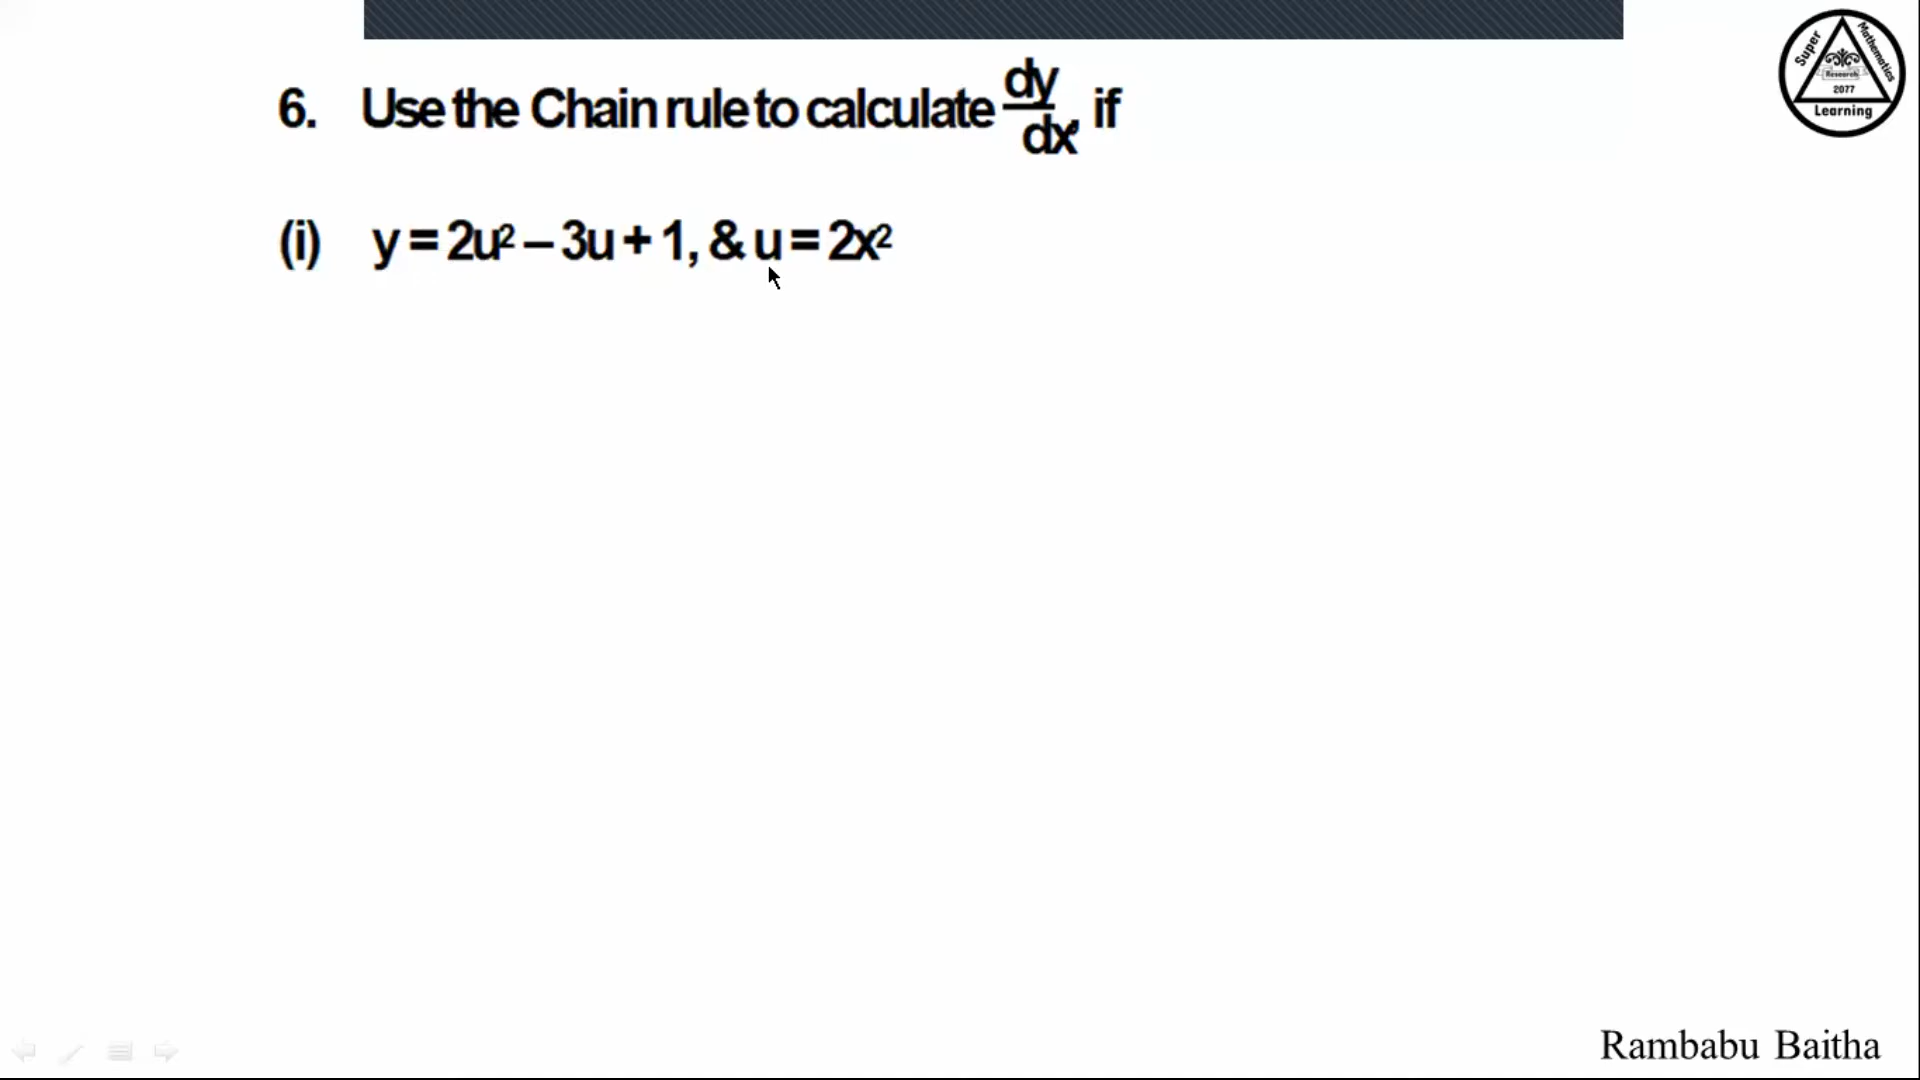 6. Use the Chain rule to calculate dy/dx, if
(i) y = 2u² – 3u + 1, & u = 2x²
Super Mathematics
Research
2077
Learning
Rambabu Baitha